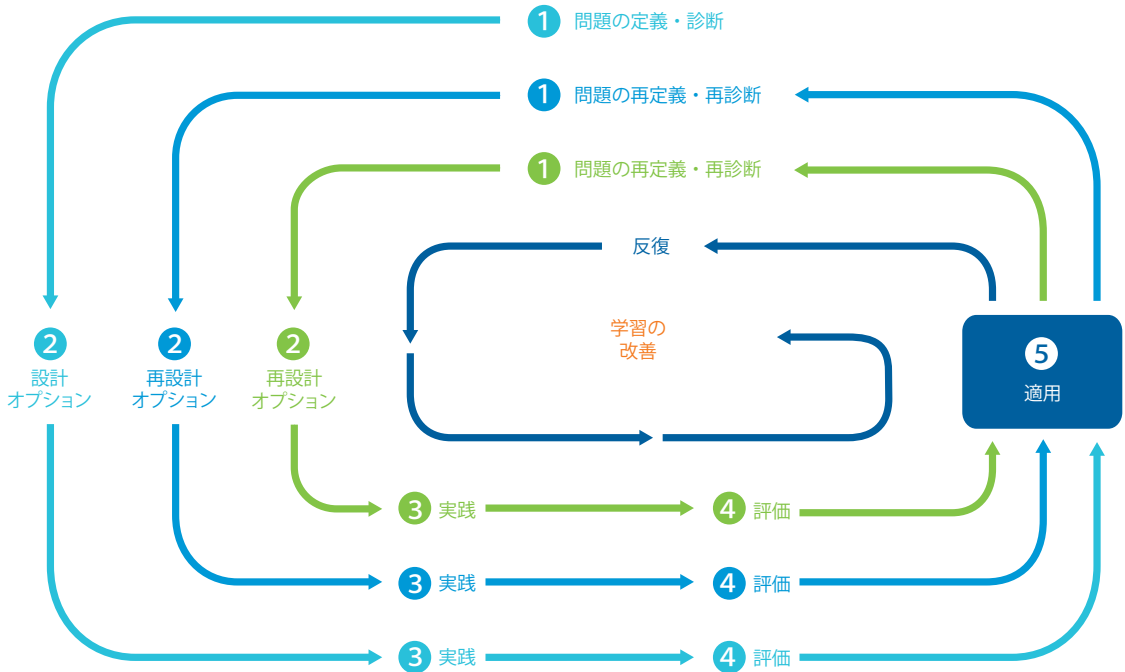 1 問題の定義・診断
1 問題の再定義・再診断
1 問題の再定義・再診断
反復
学習の
改善
2
設計
オプション
2
再設計
オプション
2
再設計
オプション
5
適用
3 実践
4 評価
3 実践
4 評価
3 実践
4 評価